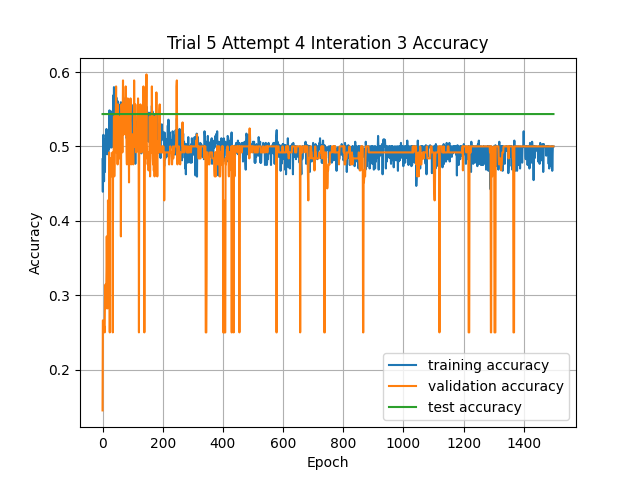 Trial 5 Attempt 4 Interation 3 Accuracy
0.6
0.5
0.4
0.3
0.2
Accuracy
0 200 400 600 800 1000 1200 1400
Epoch
training accuracy
validation accuracy
test accuracy